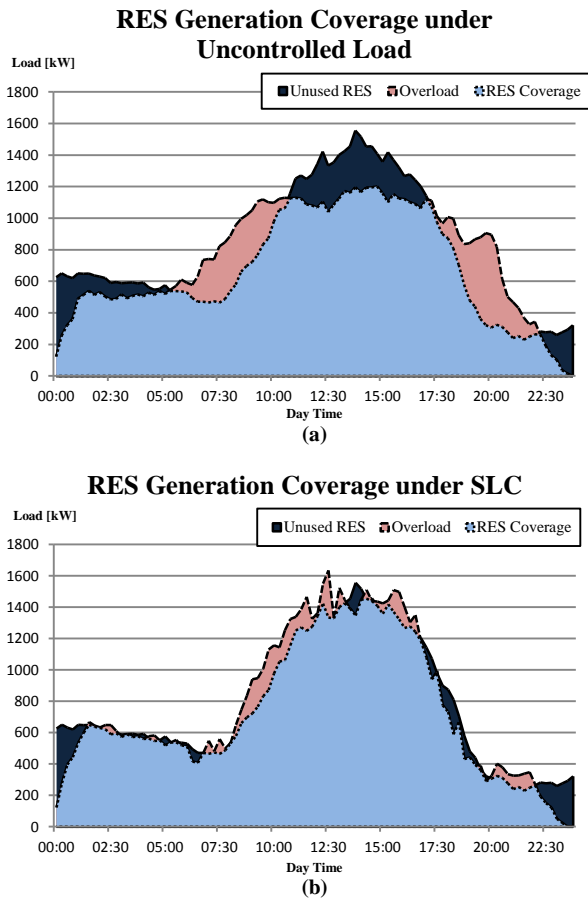 RES Generation Coverage under
Uncontrolled Load
Load [kW]
Unused RES Overload RES Coverage
1800
1600
1400
1200
1000
800
600
400
200
0
00:00 02:30 05:00 07:30 10:00 12:30 15:00 17:30 20:00 22:30
Day Time
(a)
RES Generation Coverage under SLC
Load [kW]
Unused RES Overload RES Coverage
1800
1600
1400
1200
1000
800
600
400
200
0
00:00 02:30 05:00 07:30 10:00 12:30 15:00 17:30 20:00 22:30
Day Time
(b)